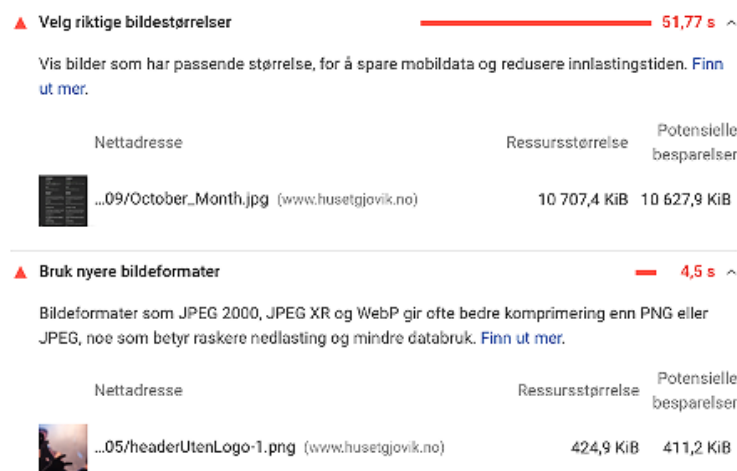 Velg riktige bildestørrelser 51,77 s
Vis bilder som har passende størrelse, for å spare mobildata og redusere innlastingstiden. Finn
ut mer.
Nettadresse Ressursstørrelse Potensielle besparelser
...09/October_Month.jpg (www.husetgjovik.no) 10 707,4 KiB 10 627,9 KiB
Bruk nyere bildeformater 4,5 s
Bildeformater som JPEG 2000, JPEG XR og WebP gir ofte bedre komprimering enn PNG eller
JPEG, noe som betyr raskere nedlasting og mindre databruk. Finn ut mer.
Nettadresse Ressursstørrelse Potensielle besparelser
...05/headerUtenLogo-1.png (www.husetgjovik.no) 424,9 KiB 411,2 KiB